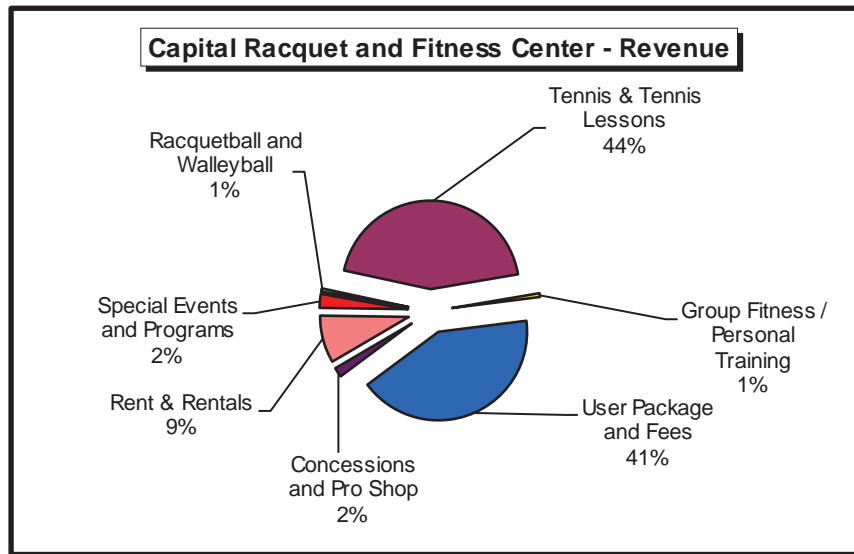 Capital Racquet and Fitness Center - Revenue
Tennis & Tennis
Lessons
44%
Racquetball and
Walleyball
1%
Special Events
and Programs
2%
Group Fitness /
Personal
Training
1%
Rent & Rentals
9%
User Package
and Fees
41%
Concessions
and Pro Shop
2%